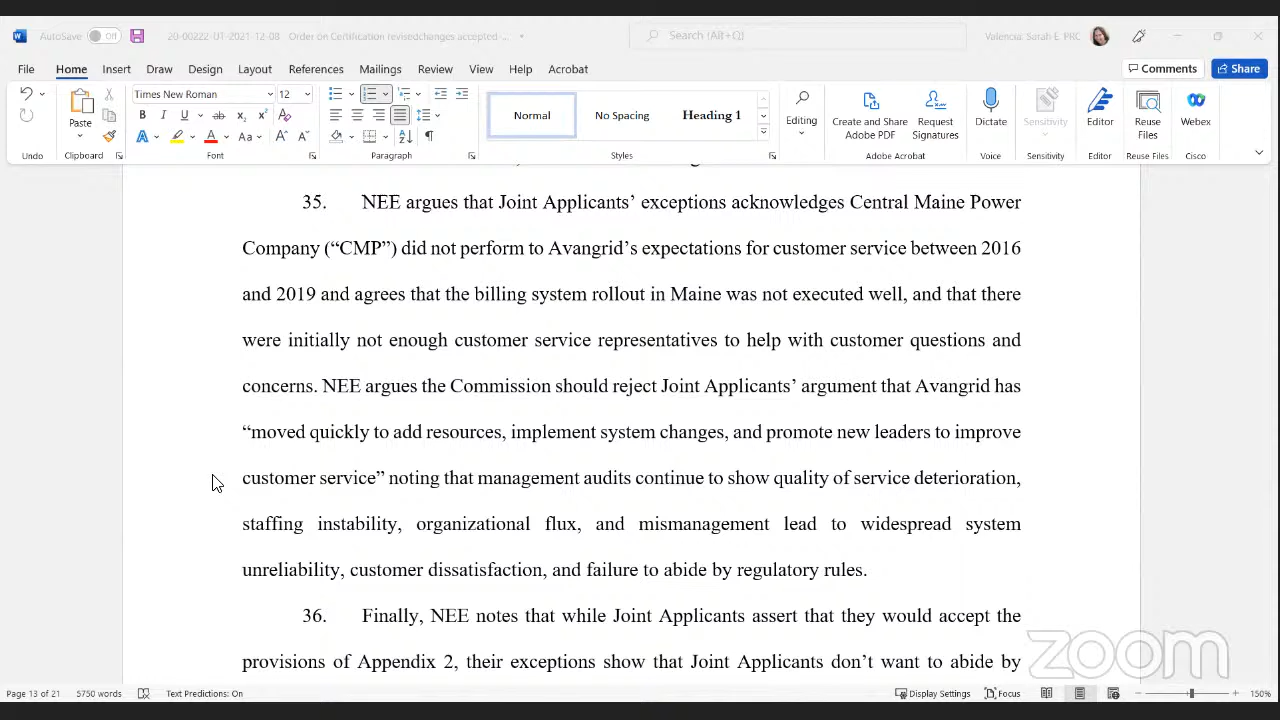 AutoSave Off 20-00222-UT-2021 12-08 Order on Certification revisedchanges accepted-... Search (Alt+Q) Valencia, Sarah E. PRC
File Home Insert Draw Design Layout References Mailings Review View Help Acrobat Comments Share
Times New Roman 12
Paste
Normal No Spacing Heading 1
Editing
Create and Share Adobe PDF
Request Signatures
Dictate
Sensitivity
Editor
Reuse Files
Webex
Undo Clipboard Font Paragraph Styles Adobe Acrobat Voice Sensitivity Editor Reuse Files Cisco
35. NEE argues that Joint Applicants’ exceptions acknowledges Central Maine Power
Company (“CMP”) did not perform to Avangrid’s expectations for customer service between 2016
and 2019 and agrees that the billing system rollout in Maine was not executed well, and that there
were initially not enough customer service representatives to help with customer questions and
concerns. NEE argues the Commission should reject Joint Applicants’ argument that Avangrid has
“moved quickly to add resources, implement system changes, and promote new leaders to improve
customer service” noting that management audits continue to show quality of service deterioration,
staffing instability, organizational flux, and mismanagement lead to widespread system
unreliability, customer dissatisfaction, and failure to abide by regulatory rules.
36. Finally, NEE notes that while Joint Applicants assert that they would accept the
provisions of Appendix 2, their exceptions show that Joint Applicants don’t want to abide by
zoom
Page 13 of 21 5750 words Text Predictions: On Display Settings Focus 150%